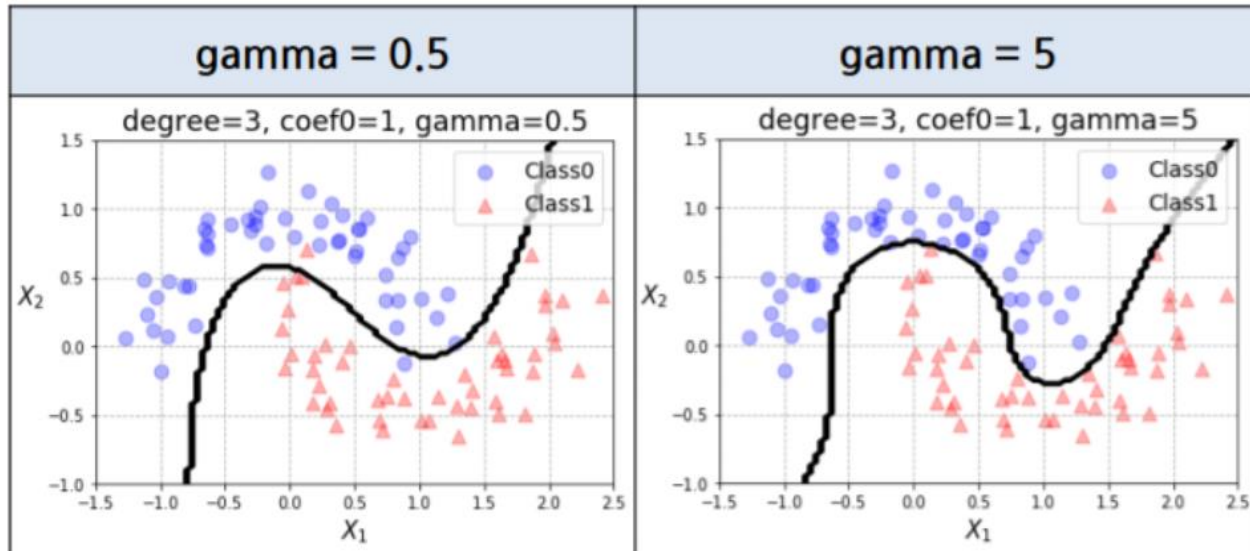 gamma = 0.5
gamma = 5
degree=3, coef0=1, gamma=0.5
1.5
1.0
0.5
0.0
−0.5
−1.0
X2
Class0
Class1
−1.5 −1.0 −0.5 0.0 0.5 1.0 1.5 2.0 2.5
X1
degree=3, coef0=1, gamma=5
1.5
1.0
0.5
0.0
−0.5
−1.0
X2
Class0
Class1
−1.5 −1.0 −0.5 0.0 0.5 1.0 1.5 2.0 2.5
X1